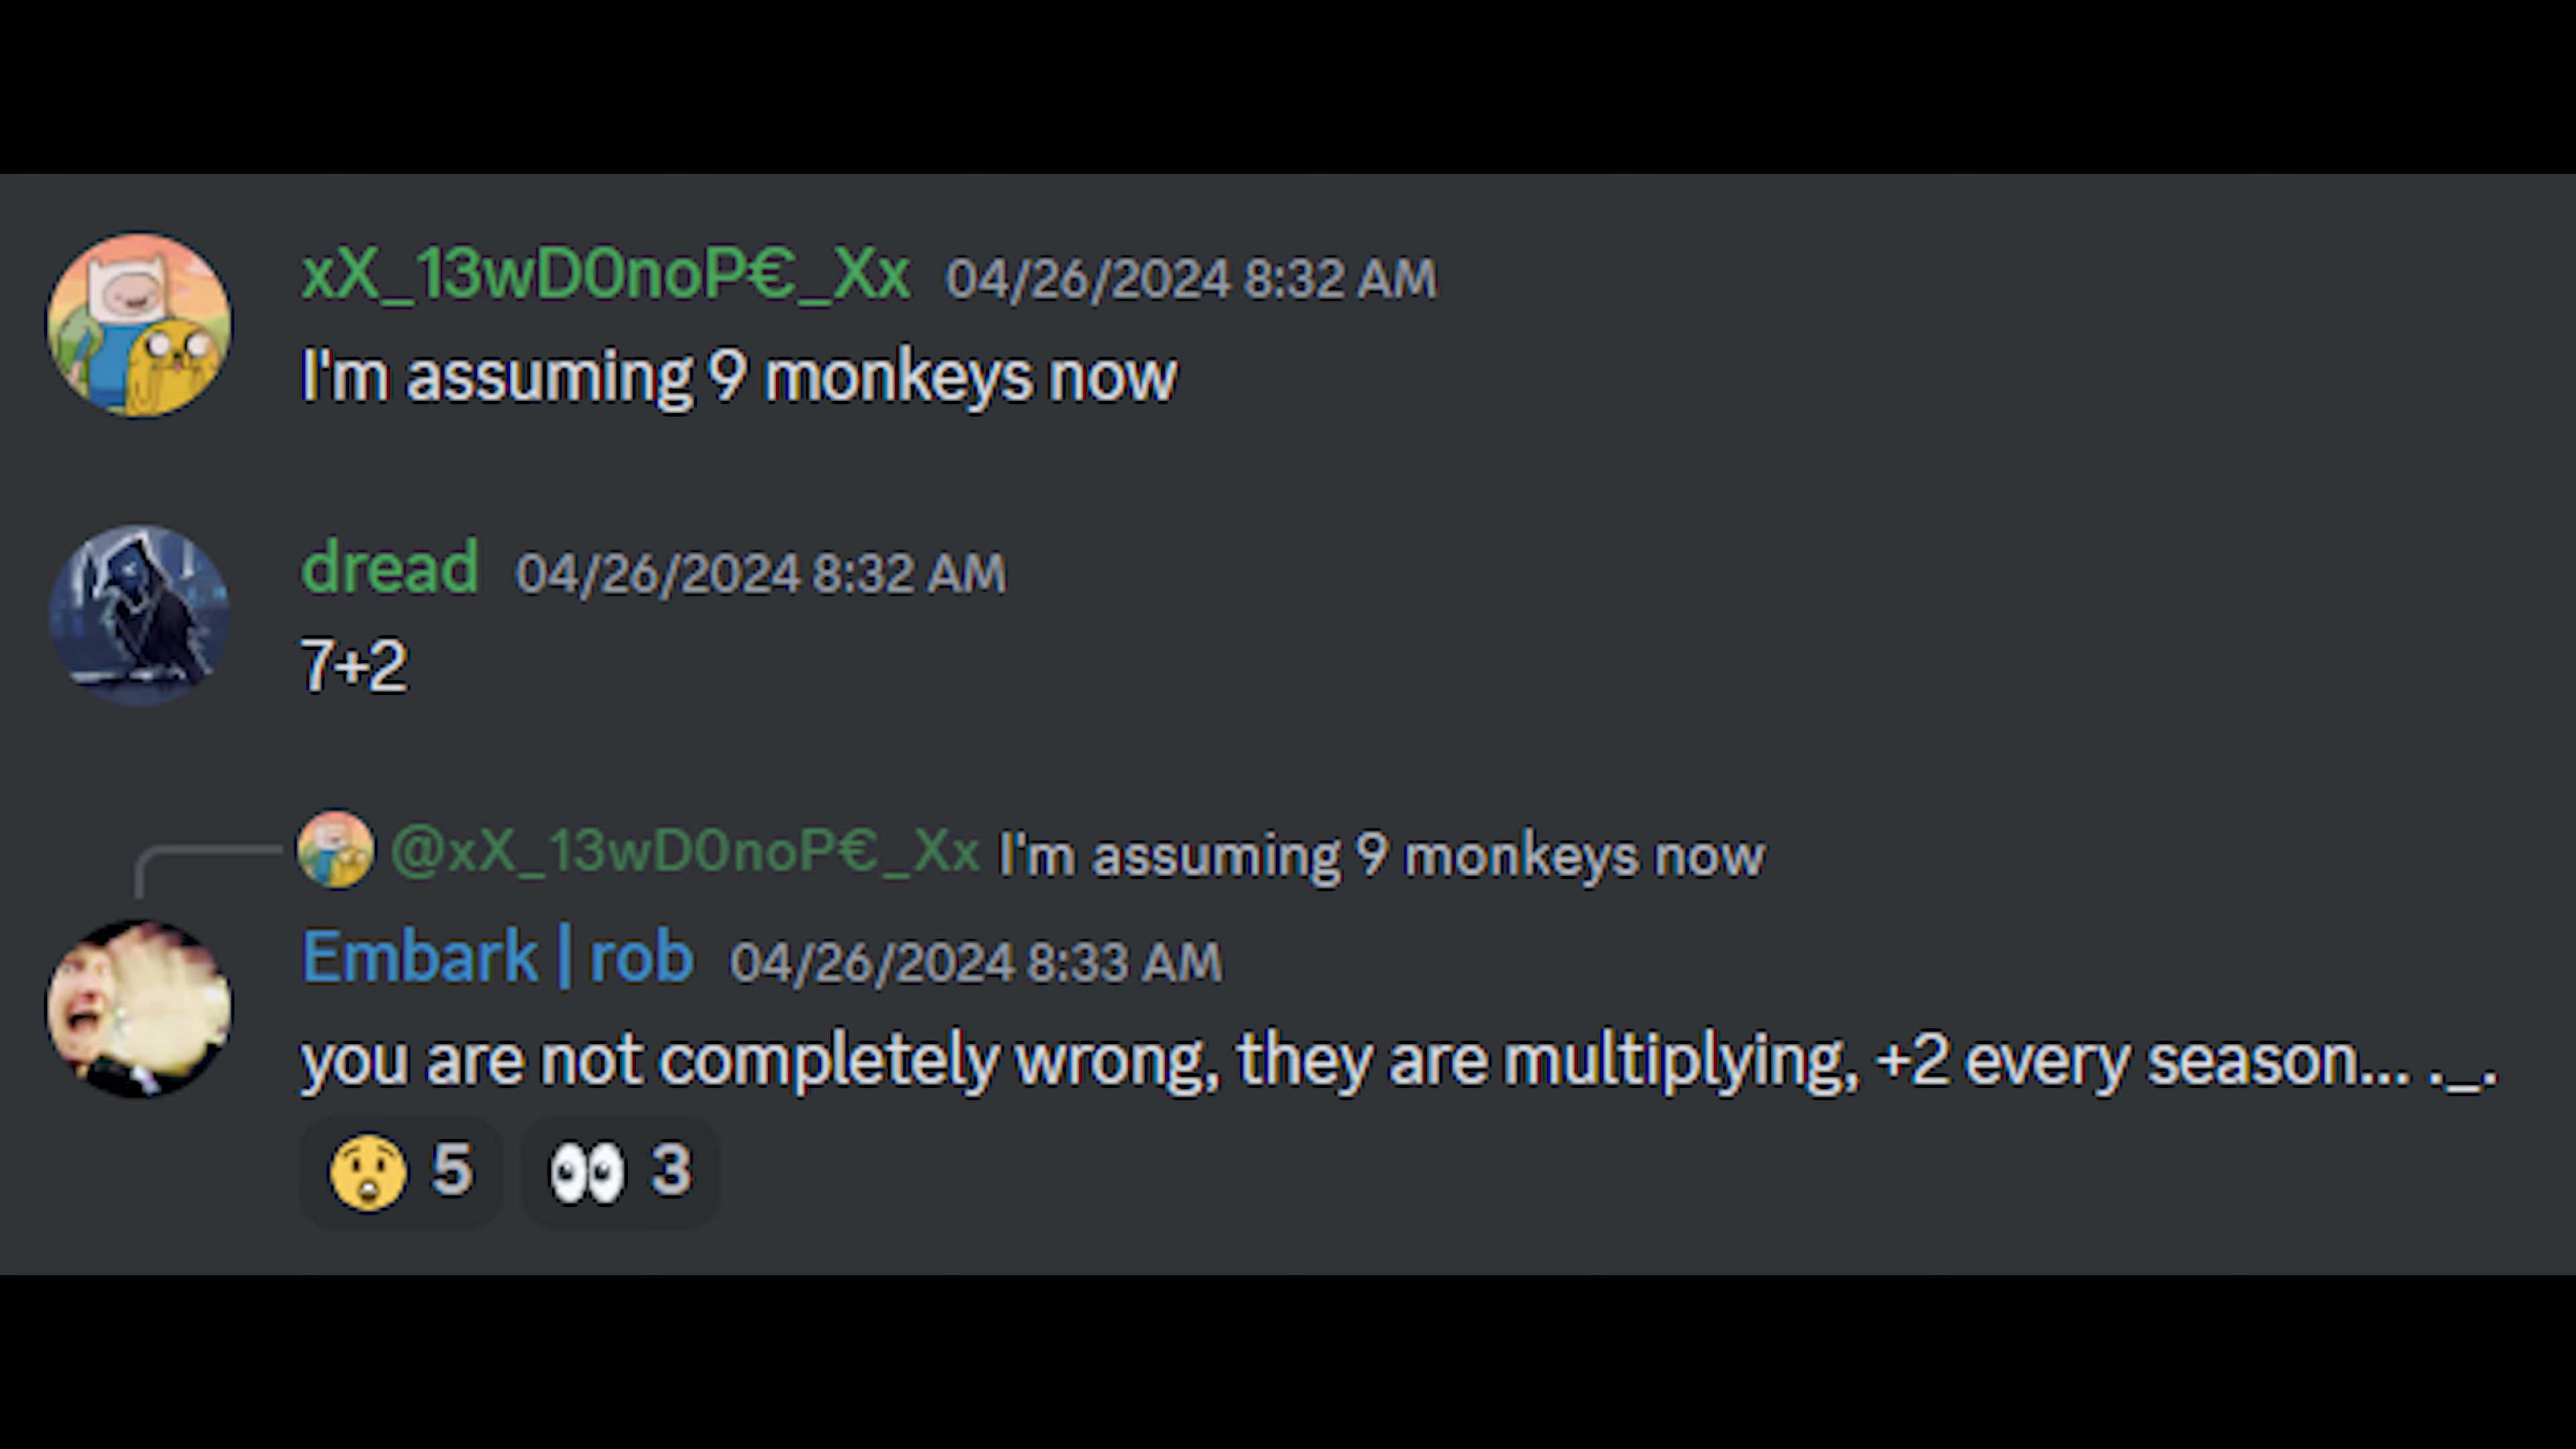 xX_13wD0noP€_Xx 04/26/2024 8:32 AM
I'm assuming 9 monkeys now
dread 04/26/2024 8:32 AM
7+2
@xX_13wD0noP€_Xx I'm assuming 9 monkeys now
Embark | rob 04/26/2024 8:33 AM
you are not completely wrong, they are multiplying, +2 every season... ._.
😲 5 👀 3